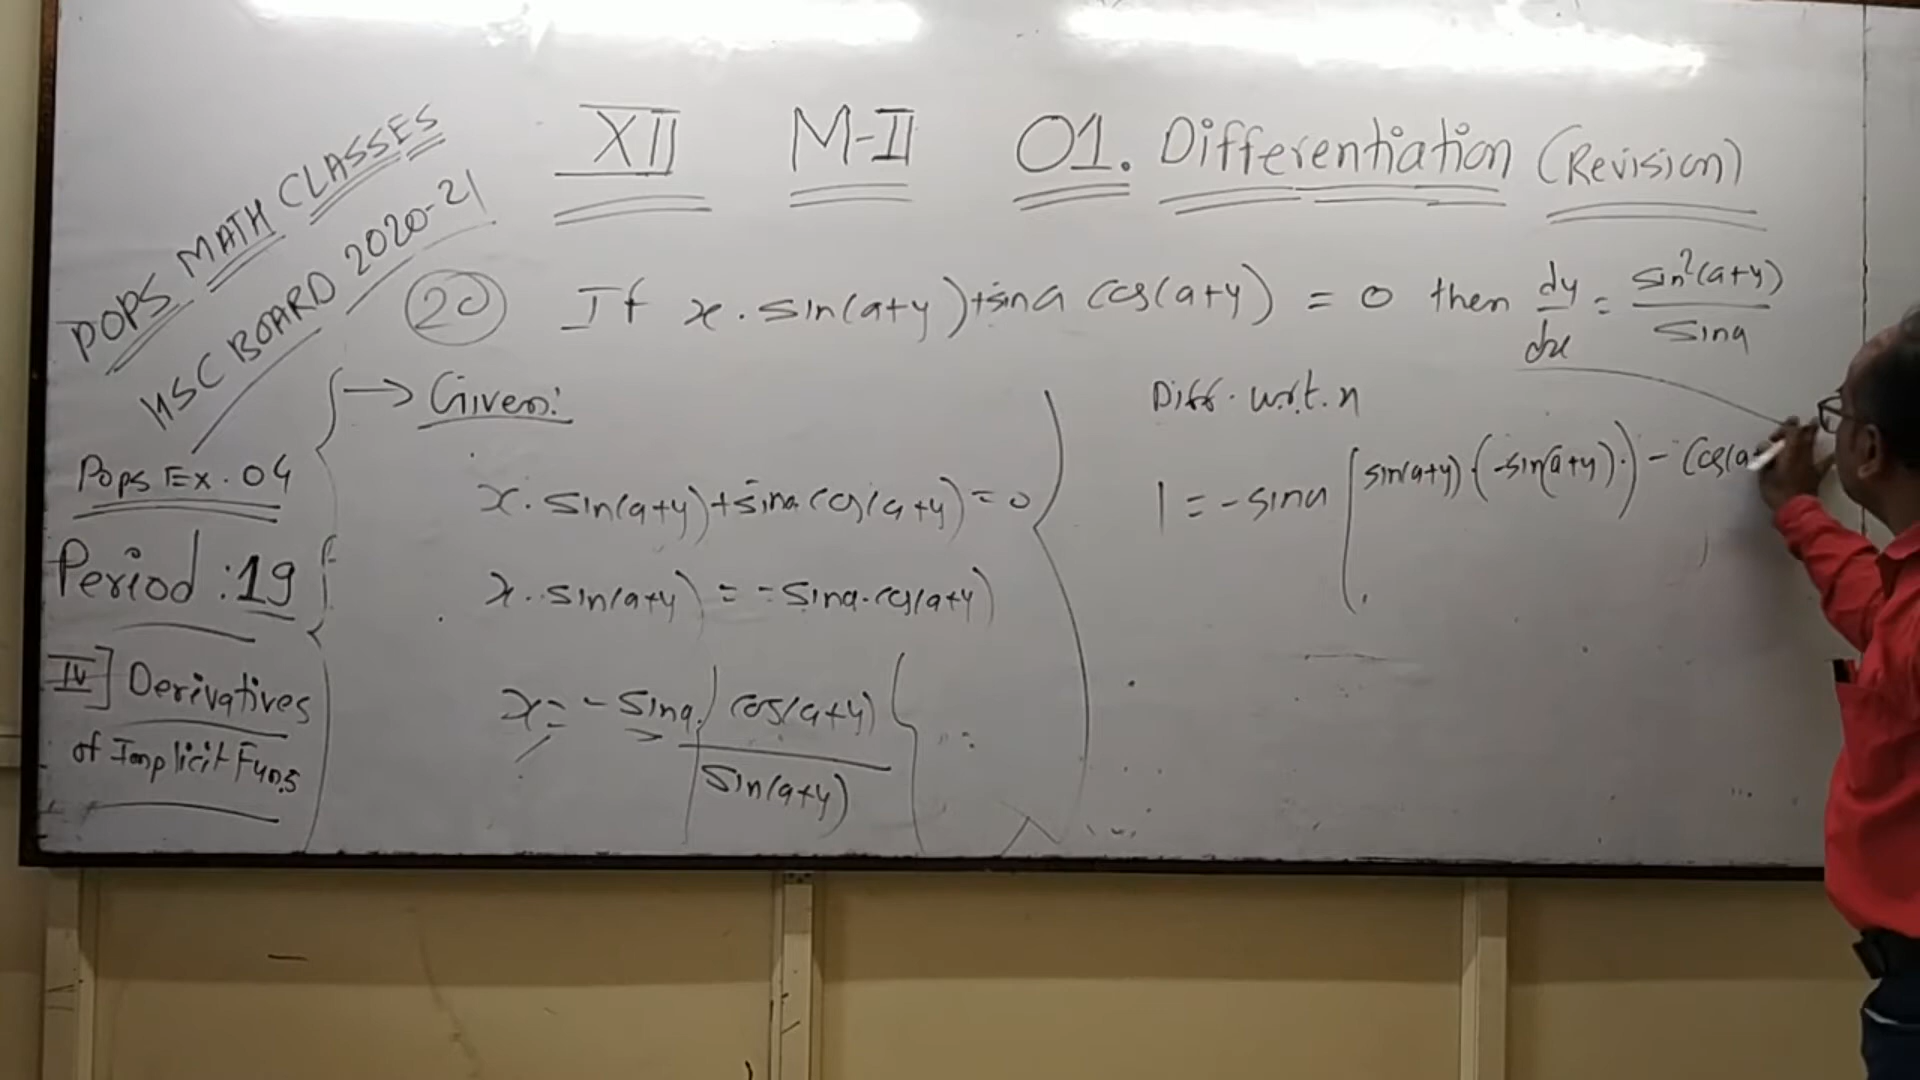 XII M-II 01. Differentiation (Revision)
POPS MATH CLASSES
HSC BOARD 2020-21
Pops Ex. 04
Period : 19
IV] Derivatives
of Implicit Funs
20 If x . sin(a+y) + sina cos(a+y) = 0 then dy/dx = sin²(a+y)/sina
→ Given:
x. sin(a+y) + sina. cos(a+y) = 0
x. sin(a+y) = -sina. cos(a+y)
x = -sina. cos(a+y)/sin(a+y)
Diff. w.r.t. x
1 = -sina [sin(a+y) . (-sin(a+y) . ) - cos(a+